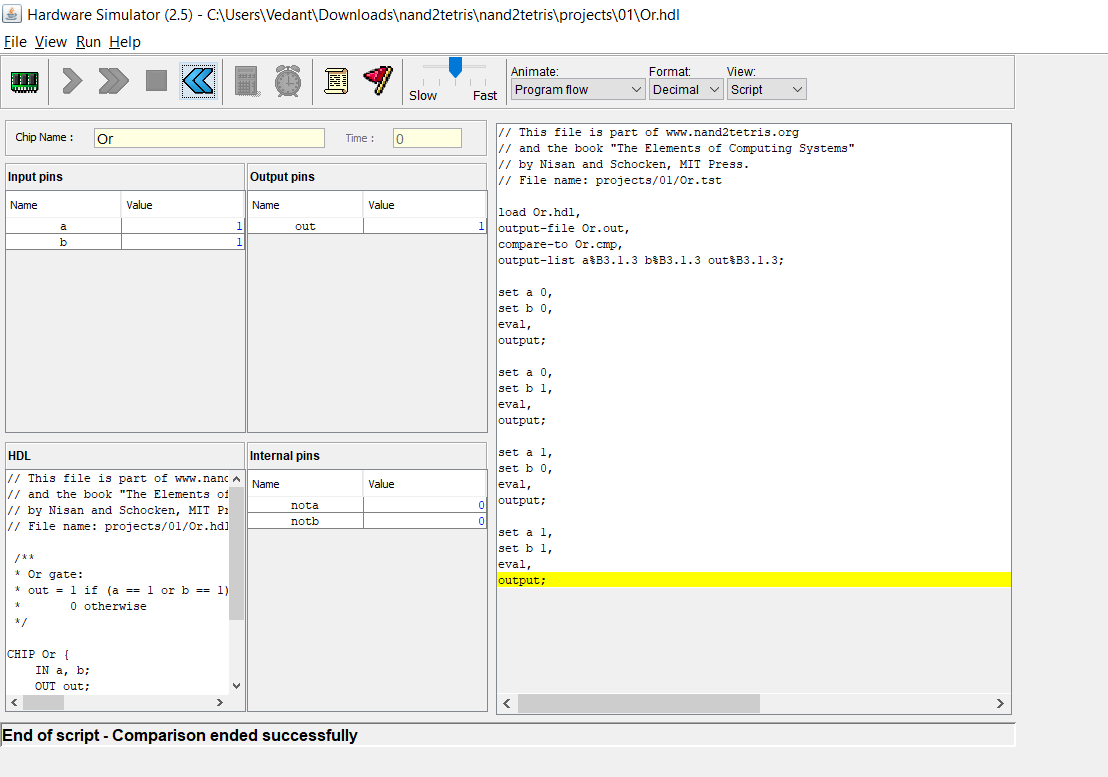 Hardware Simulator (2.5) - C:\Users\Vedant\Downloads\nand2tetris\nand2tetris\projects\01\Or.hdl
File View Run Help
Slow Fast
Animate: Format: View:
Program flow Decimal Script
Chip Name : Or Time : 0
Input pins
Name Value
a 1
b 1
Output pins
Name Value
out 1
HDL
// This file is part of www.nand
// and the book "The Elements of
// by Nisan and Schocken, MIT Pr
// File name: projects/01/Or.hdl
/**
* Or gate:
* out = 1 if (a == 1 or b == 1)
* 0 otherwise
*/
CHIP Or {
IN a, b;
OUT out;
Internal pins
Name Value
nota 0
notb 0
// This file is part of www.nand2tetris.org
// and the book "The Elements of Computing Systems"
// by Nisan and Schocken, MIT Press.
// File name: projects/01/Or.tst
load Or.hdl,
output-file Or.out,
compare-to Or.cmp,
output-list a%B3.1.3 b%B3.1.3 out%B3.1.3;
set a 0,
set b 0,
eval,
output;
set a 0,
set b 1,
eval,
output;
set a 1,
set b 0,
eval,
output;
set a 1,
set b 1,
eval,
output;
End of script - Comparison ended successfully